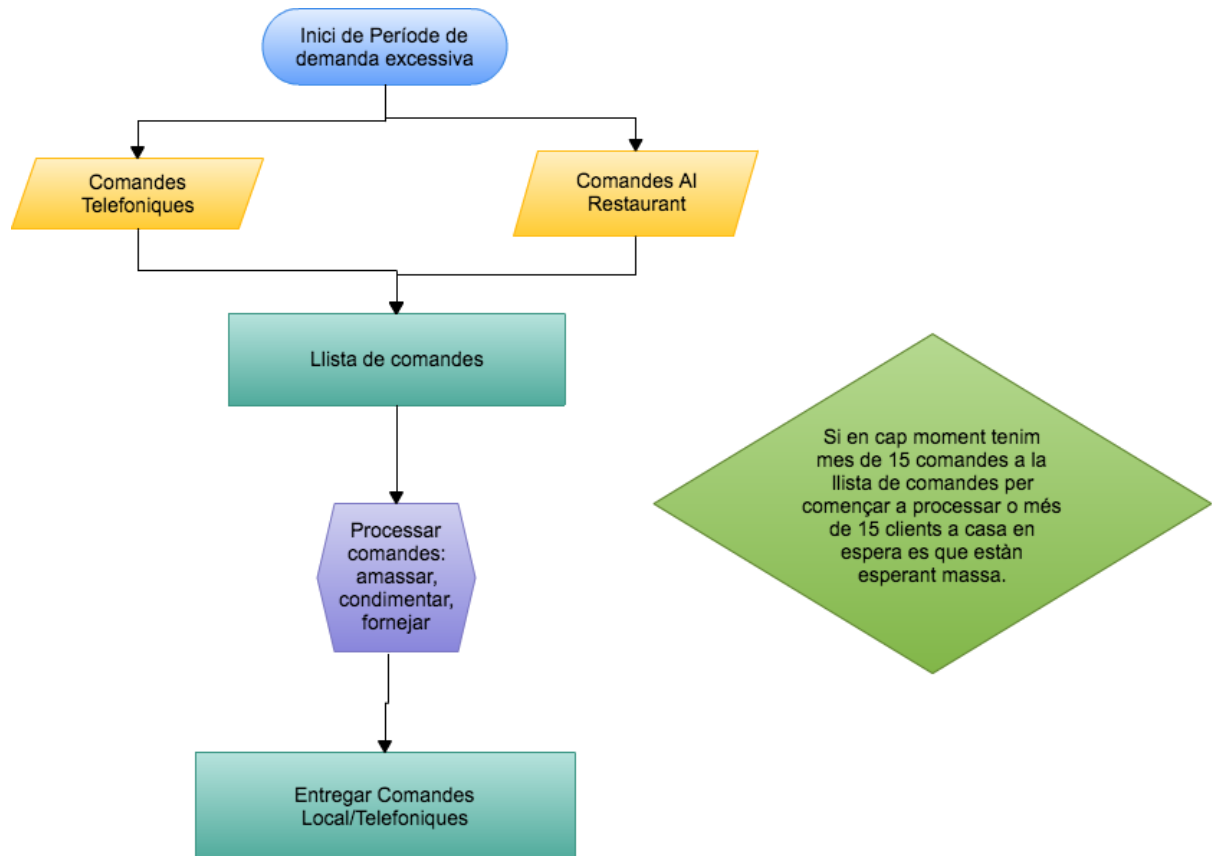 Inici de Període de
demanda excessiva
Comandes
Telefoniques
Comandes Al
Restaurant
Llista de comandes
Si en cap moment tenim
mes de 15 comandes a la
llista de comandes per
començar a processar o més
de 15 clients a casa en
espera es que estàn
esperant massa.
Processar
comandes:
amassar,
condimentar,
fornejar
Entregar Comandes
Local/Telefoniques